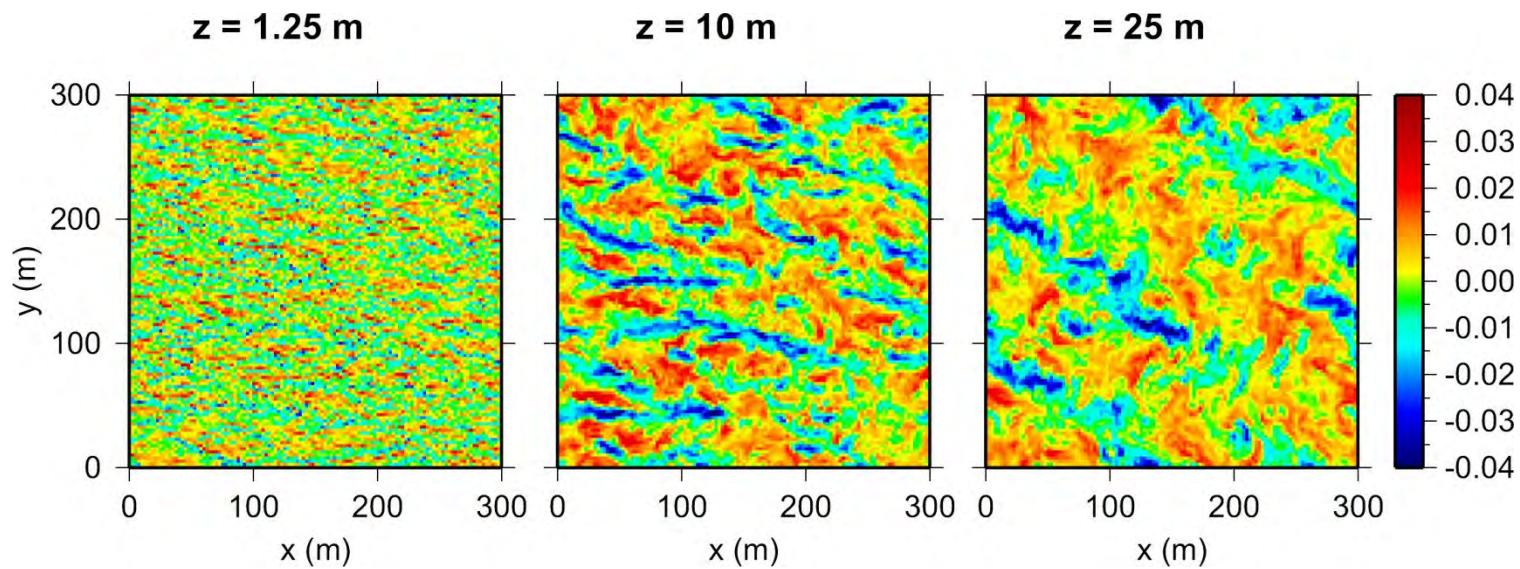 z = 1.25 m
z = 10 m
z = 25 m
300
200
100
0
y (m)
0 100 200 300
x (m)
0 100 200 300
x (m)
0 100 200 300
x (m)
0.04
0.03
0.02
0.01
0.00
-0.01
-0.02
-0.03
-0.04